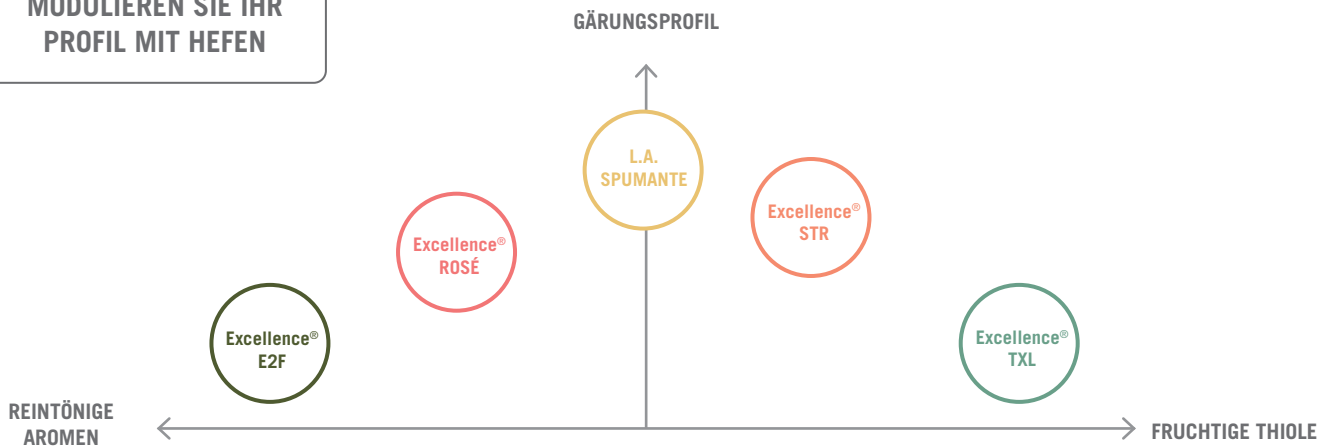 MODULIEREN SIE IHR
PROFIL MIT HEFEN
GÄRUNGSPROFIL
L.A.
SPUMANTE
Excellence®
STR
Excellence®
ROSÉ
Excellence®
E2F
Excellence®
TXL
REINTÖNIGE
AROMEN
FRUCHTIGE THIOLE